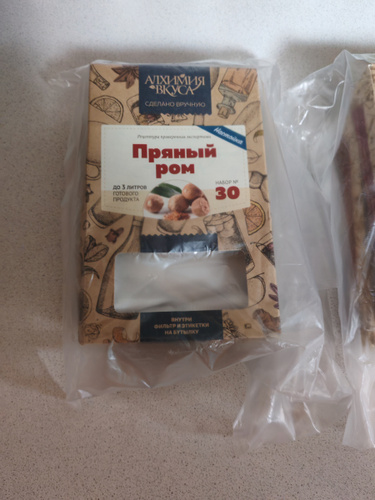 АЛХИМИЯ
ВКУСА
СДЕЛАНО ВРУЧНУЮ
Настойка
Пряный
ром
ДО 3 ЛИТРОВ
ГОТОВОГО
ПРОДУКТА
НАБОР №
30
ВНУТРИ
ФИЛЬТР И ЭТИКЕТКИ
НА БУТЫЛКУ